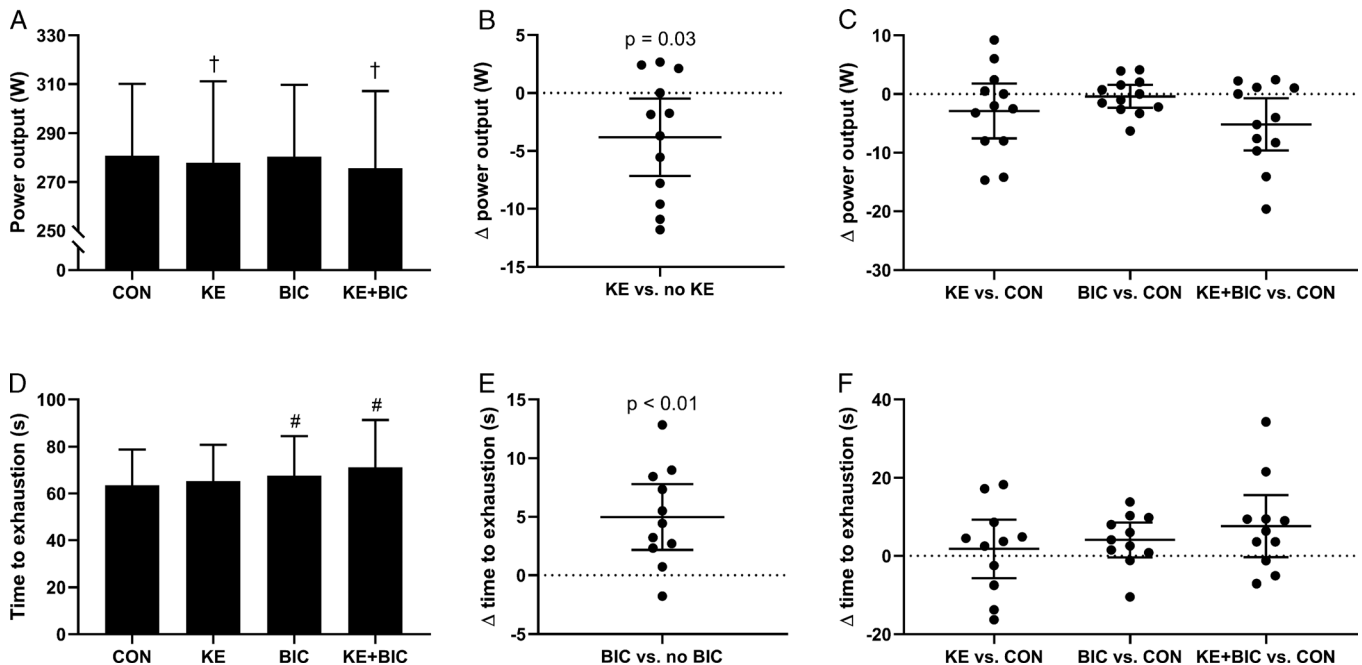 A
Power output (W)
330
310
290
270
250
0
†
†
CON KE BIC KE+BIC
B
Δ power output (W)
5
0
-5
-10
-15
p = 0.03
KE vs. no KE
C
Δ power output (W)
10
0
-10
-20
-30
KE vs. CON BIC vs. CON KE+BIC vs. CON
D
Time to exhaustion (s)
100
80
60
40
20
0
#
#
CON KE BIC KE+BIC
E
Δ time to exhaustion (s)
15
10
5
0
-5
p < 0.01
BIC vs. no BIC
F
Δ time to exhaustion (s)
40
20
0
-20
KE vs. CON BIC vs. CON KE+BIC vs. CON